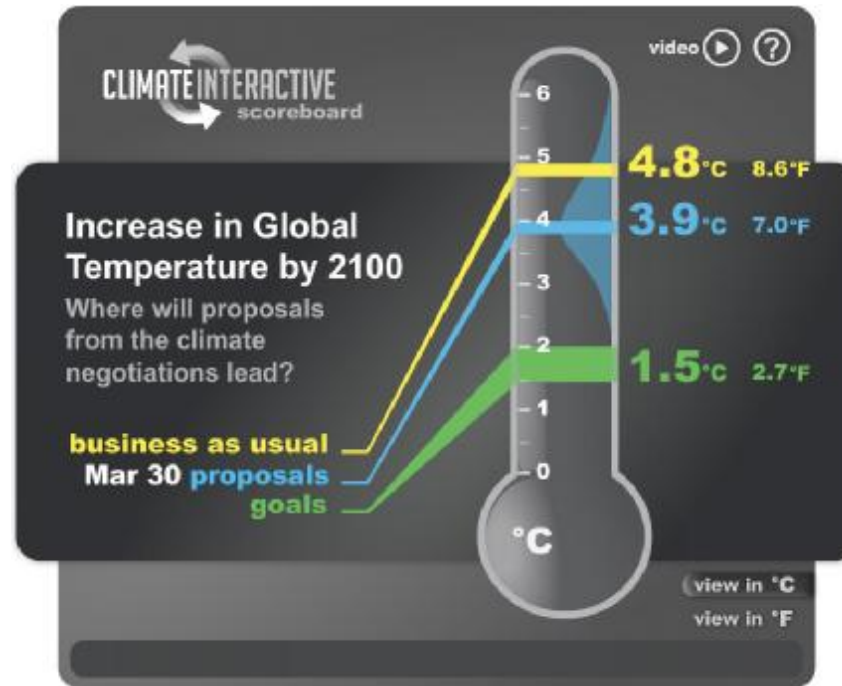 CLIMATE INTERACTIVE
scoreboard
video ?
Increase in Global
Temperature by 2100
Where will proposals
from the climate
negotiations lead?
business as usual
Mar 30 proposals
goals
6
5
4
3
2
1
0
°C
4.8°C 8.6°F
3.9°C 7.0°F
1.5°C 2.7°F
view in °C
view in °F